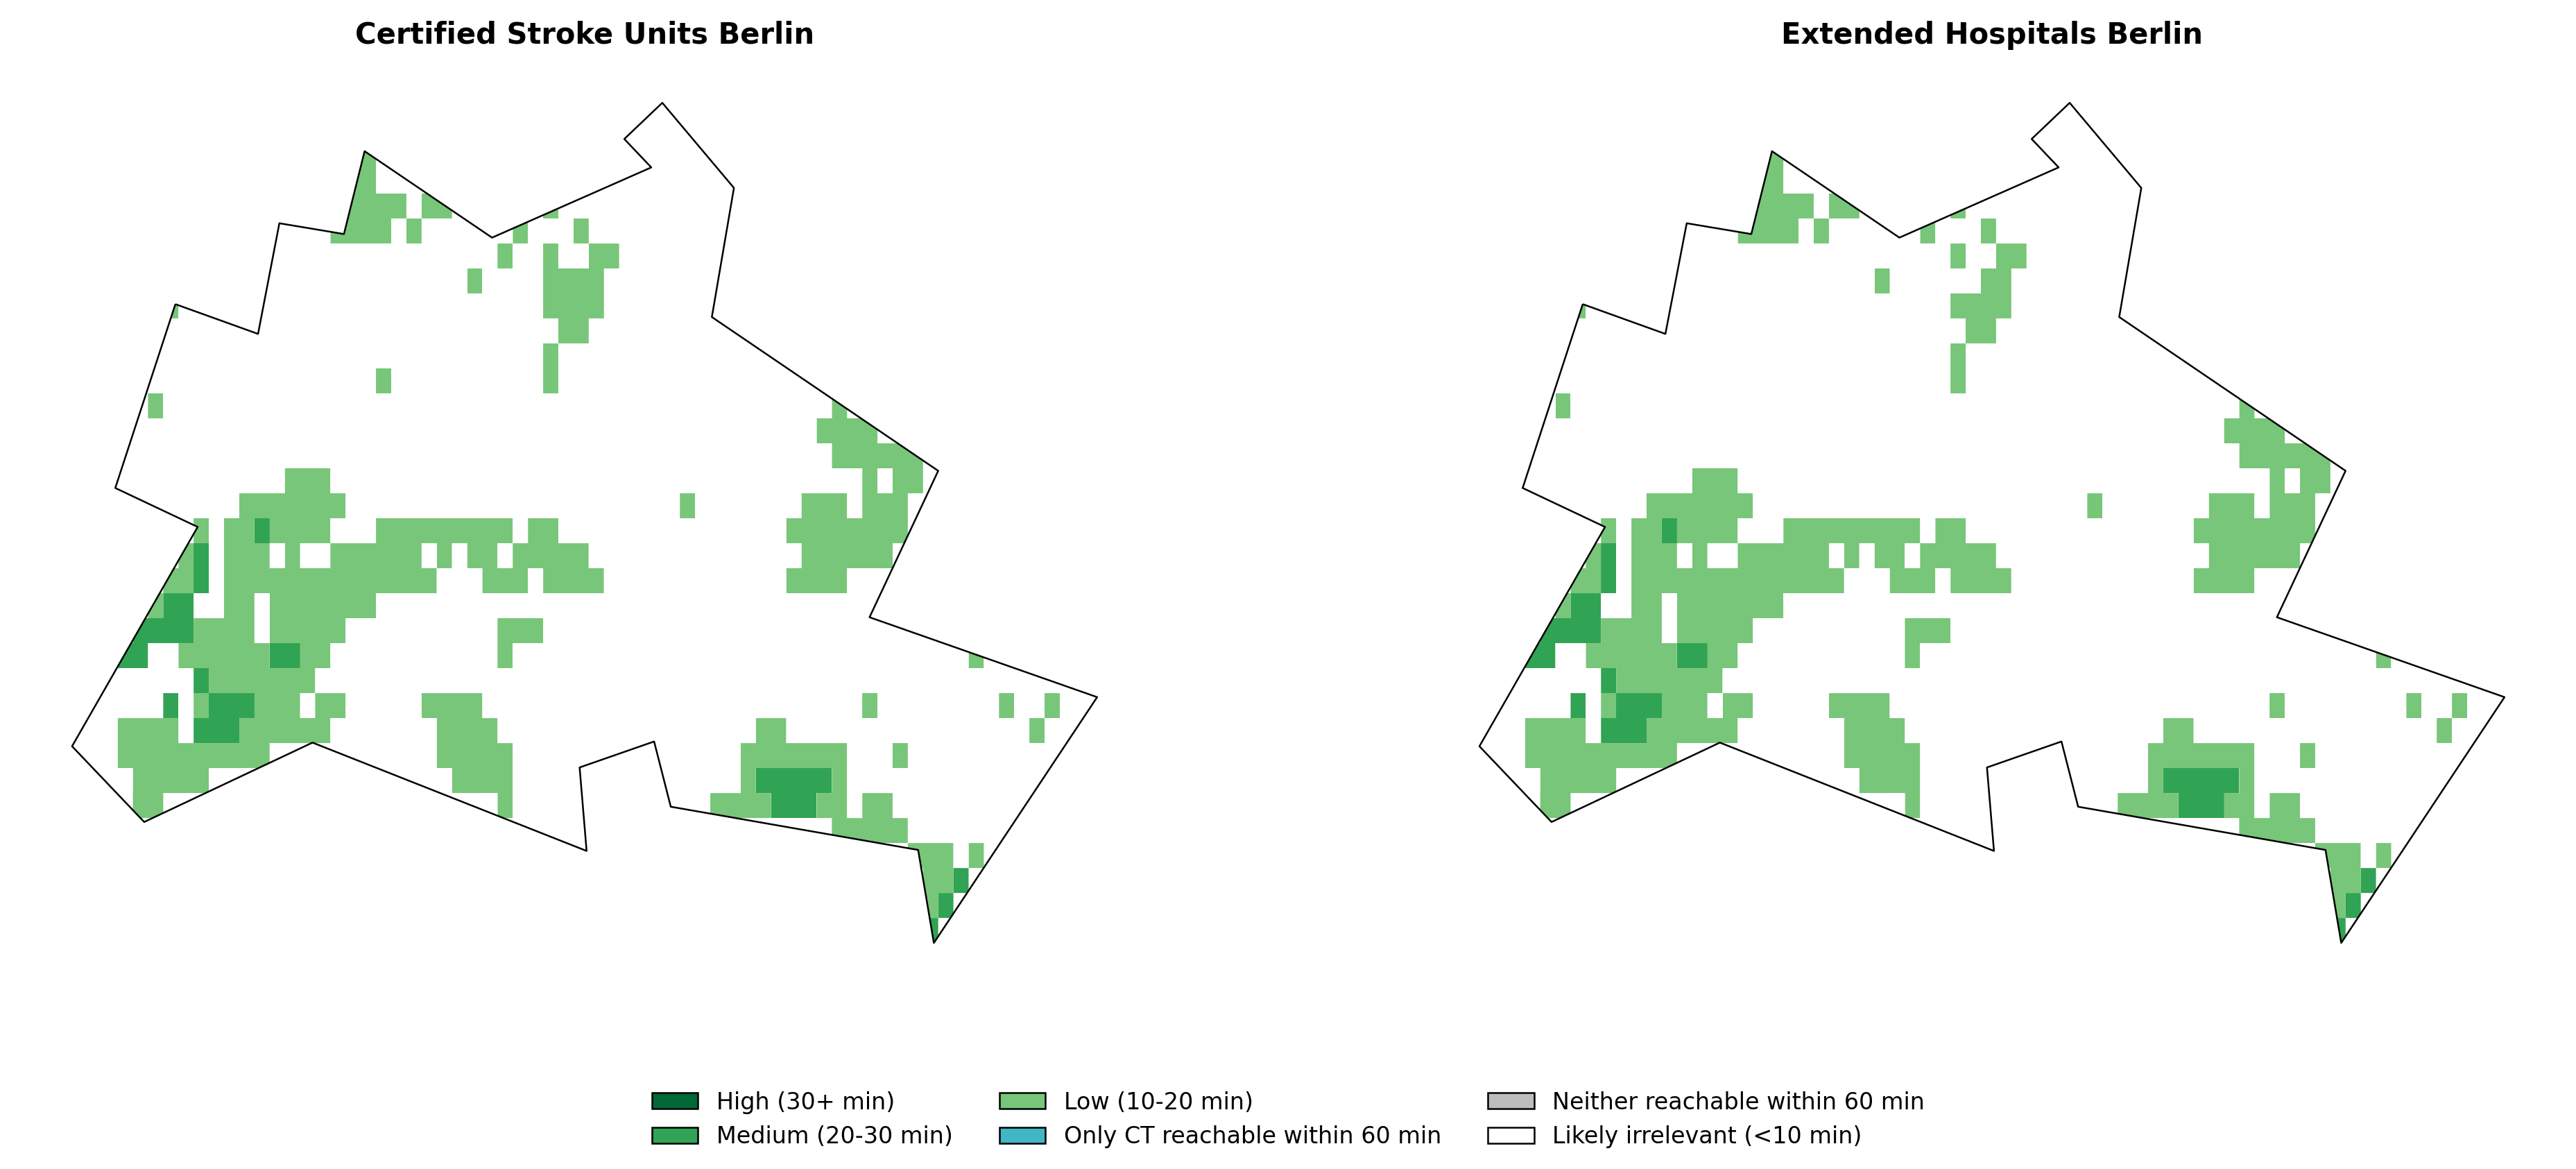 Certified Stroke Units Berlin
Extended Hospitals Berlin
High (30+ min)
Medium (20-30 min)
Low (10-20 min)
Only CT reachable within 60 min
Neither reachable within 60 min
Likely irrelevant (<10 min)